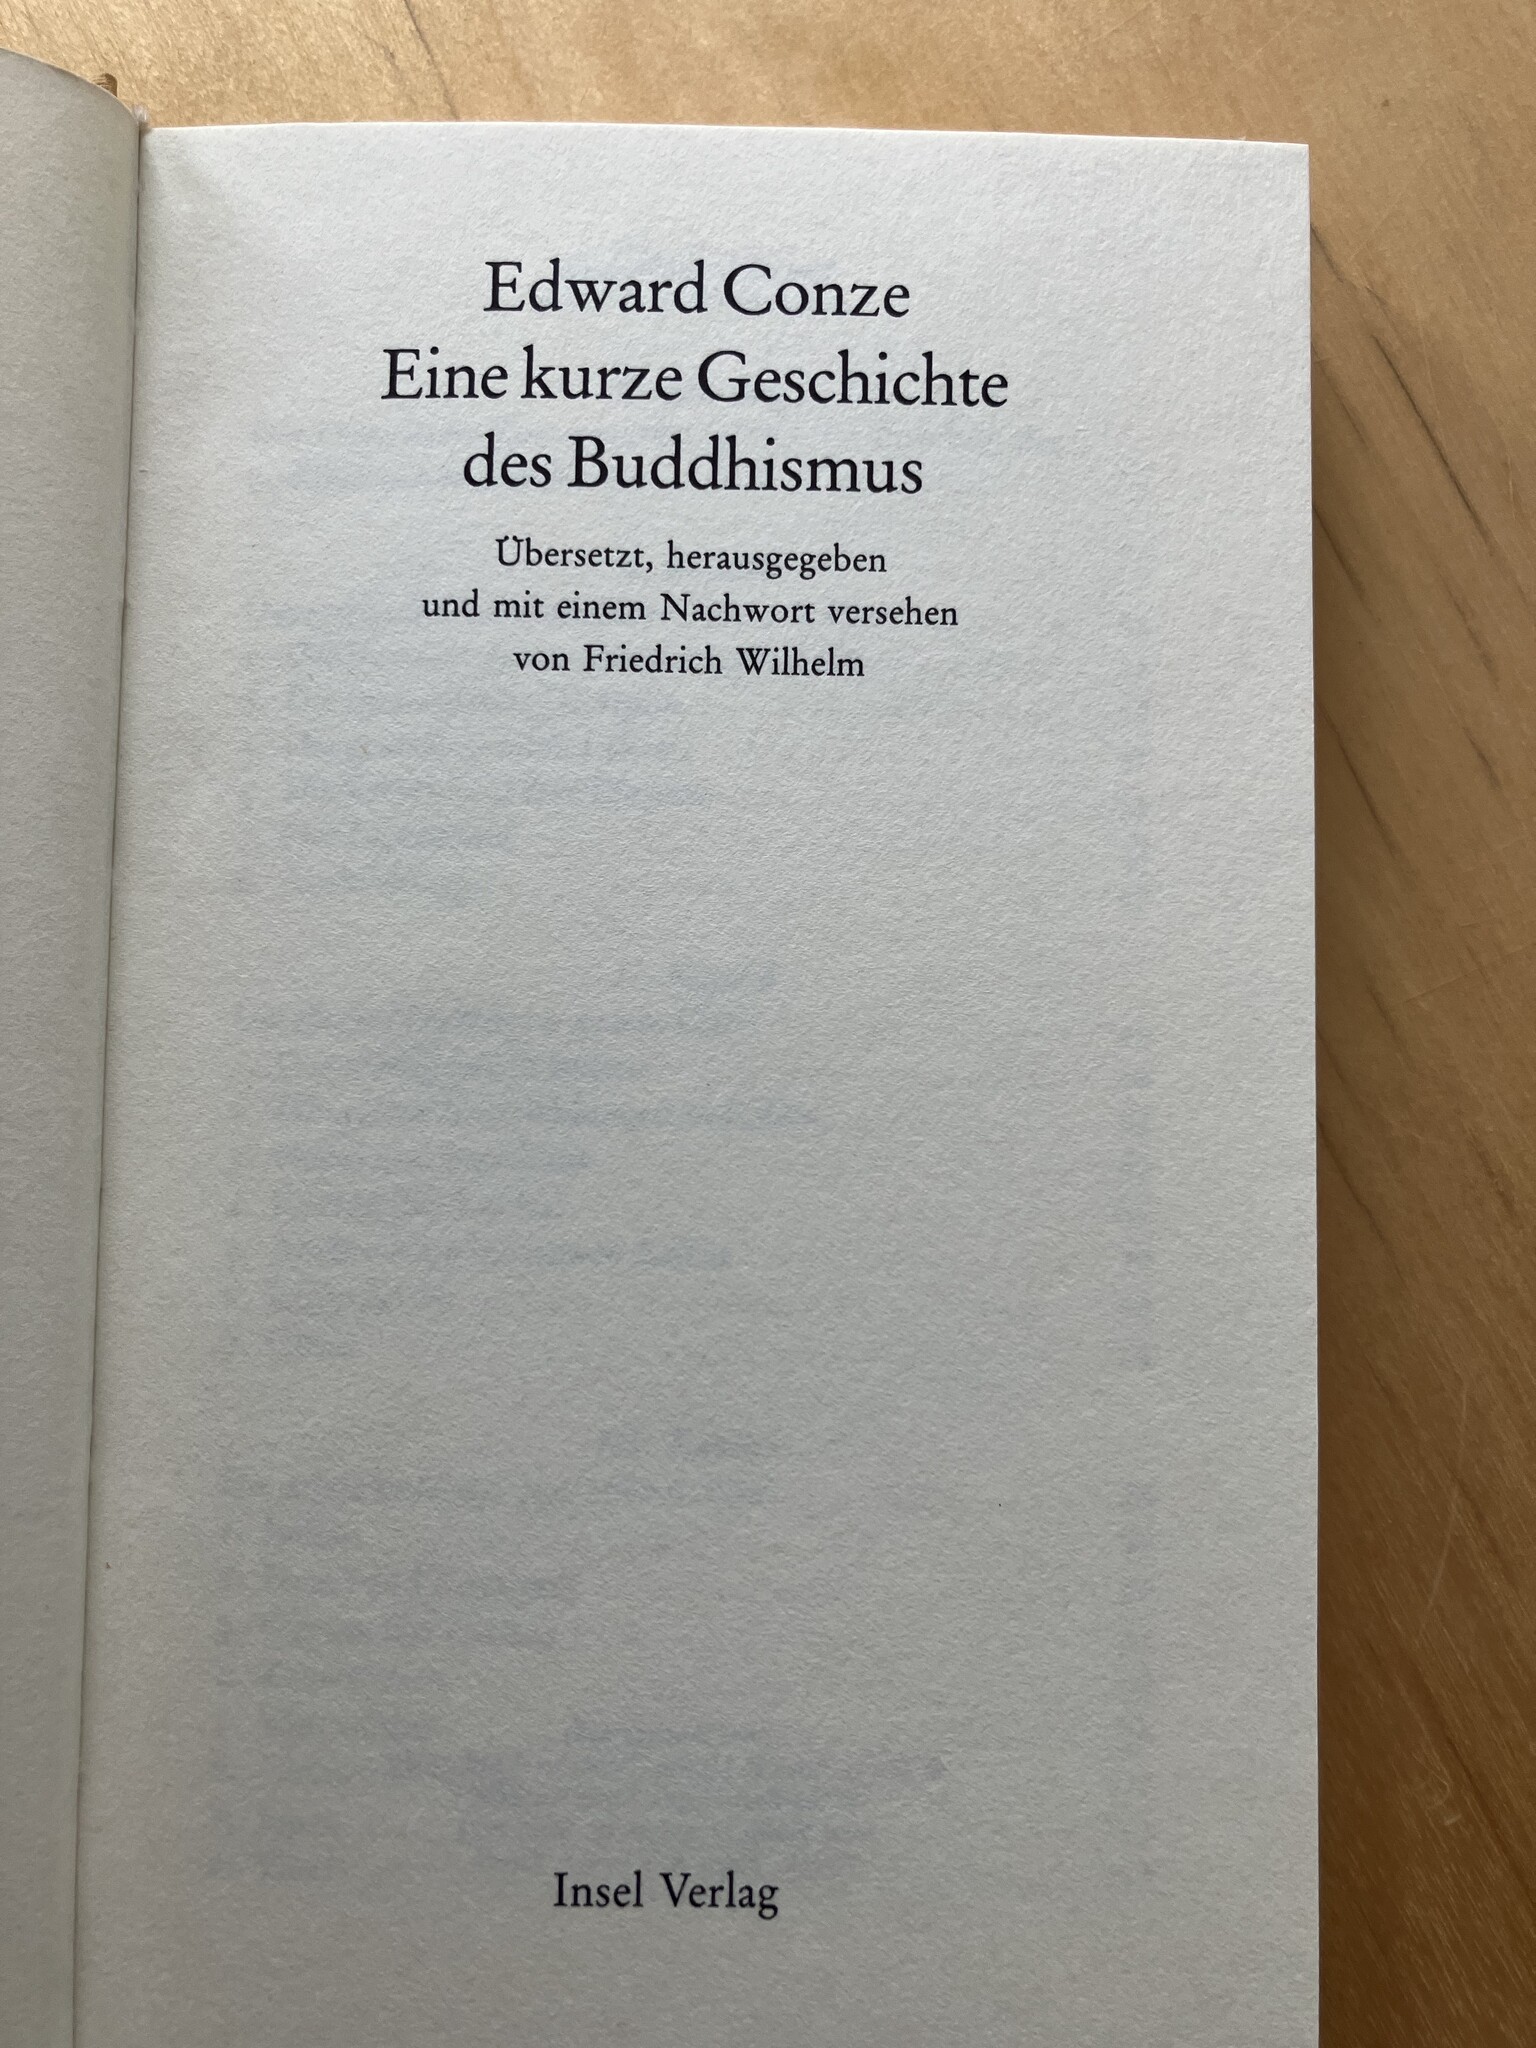 Edward Conze
Eine kurze Geschichte
des Buddhismus
Übersetzt, herausgegeben
und mit einem Nachwort versehen
von Friedrich Wilhelm
Insel Verlag